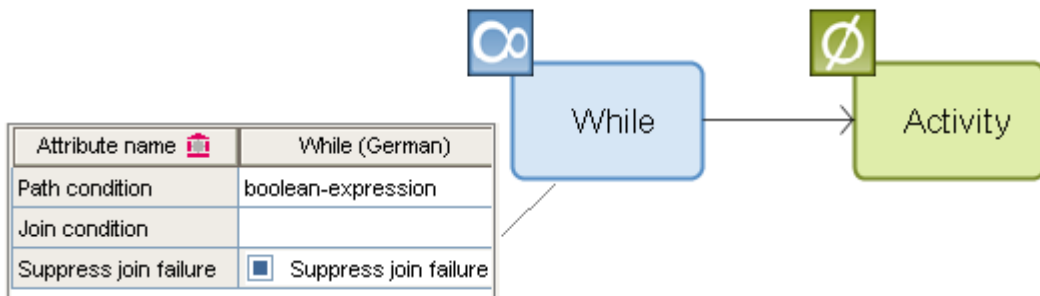 While
Activity
Attribute name While (German)
Path condition boolean-expression
Join condition
Suppress join failure Suppress join failure